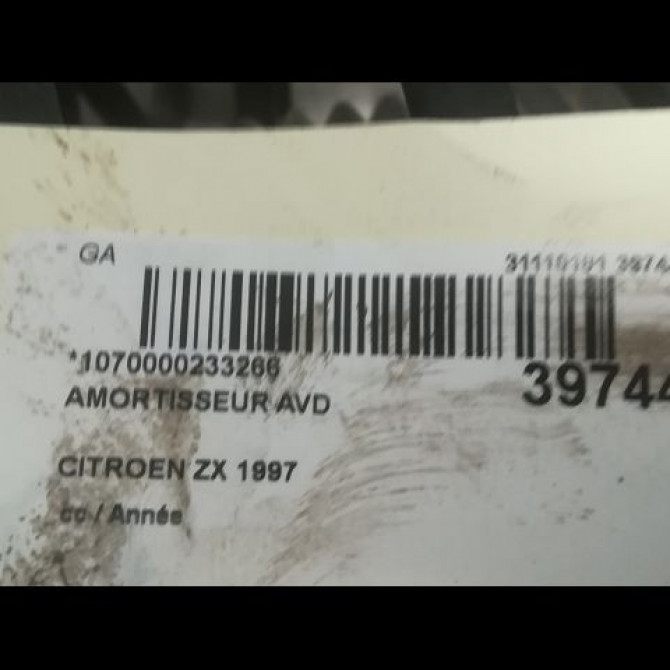 GA
*1070000233266
39744
AMORTISSEUR AVD
CITROEN ZX 1997
cc / Année